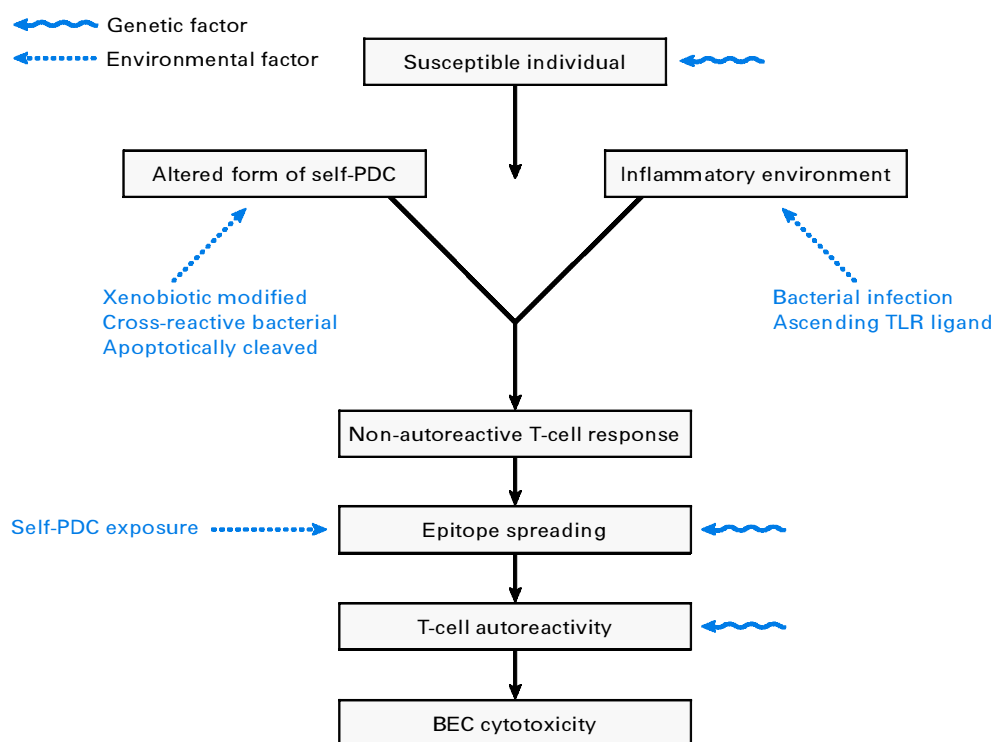 Genetic factor
Environmental factor
Susceptible individual
Altered form of self-PDC
Inflammatory environment
Xenobiotic modified
Cross-reactive bacterial
Apoptotically cleaved
Bacterial infection
Ascending TLR ligand
Non-autoreactive T-cell response
Self-PDC exposure
Epitope spreading
T-cell autoreactivity
BEC cytotoxicity